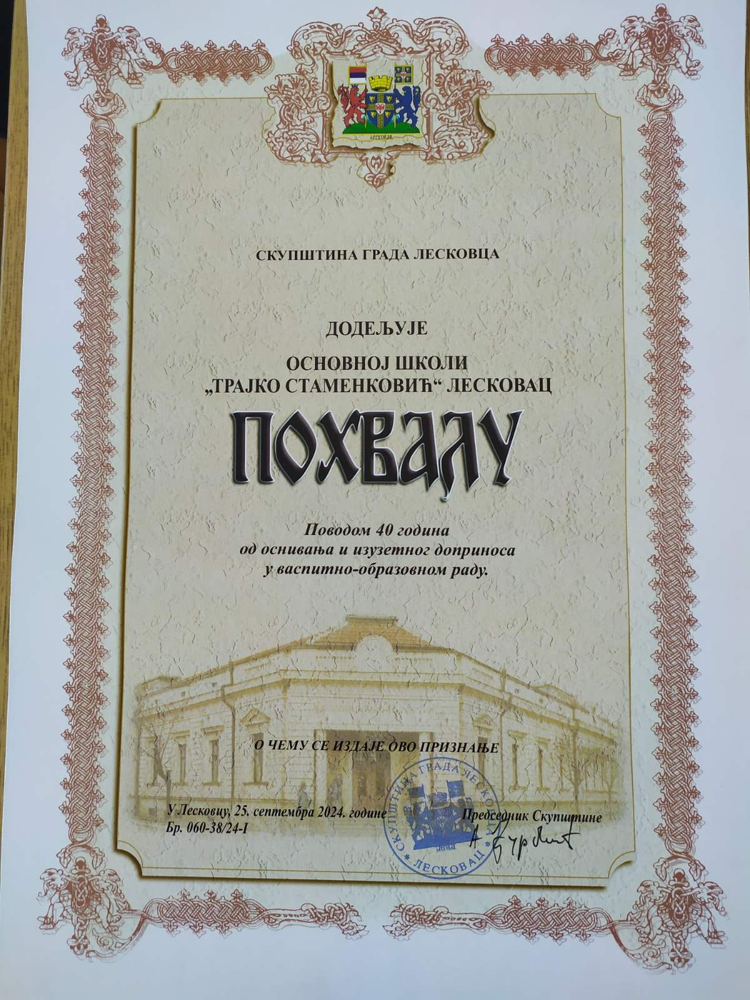 ЛЕСКОВАЦ
СКУПШТИНА ГРАДА ЛЕСКОВЦА
ДОДЕЉУЈЕ
ОСНОВНОЈ ШКОЛИ
„ТРАЈКО СТАМЕНКОВИЋ“ ЛЕСКОВАЦ
ПОХВАЛУ
Поводом 40 година
од оснивања и изузетног доприноса
у васпитно-образовном раду.
О ЧЕМУ СЕ ИЗДАЈЕ ОВО ПРИЗНАЊЕ
У Лесковцу, 25. септембра 2024. године
Бр. 060-38/24-I
Председник Скупштине
* СКУПШТИНА ГРАДА ЛЕСКОВЦА *
ЛЕСКОВАЦ